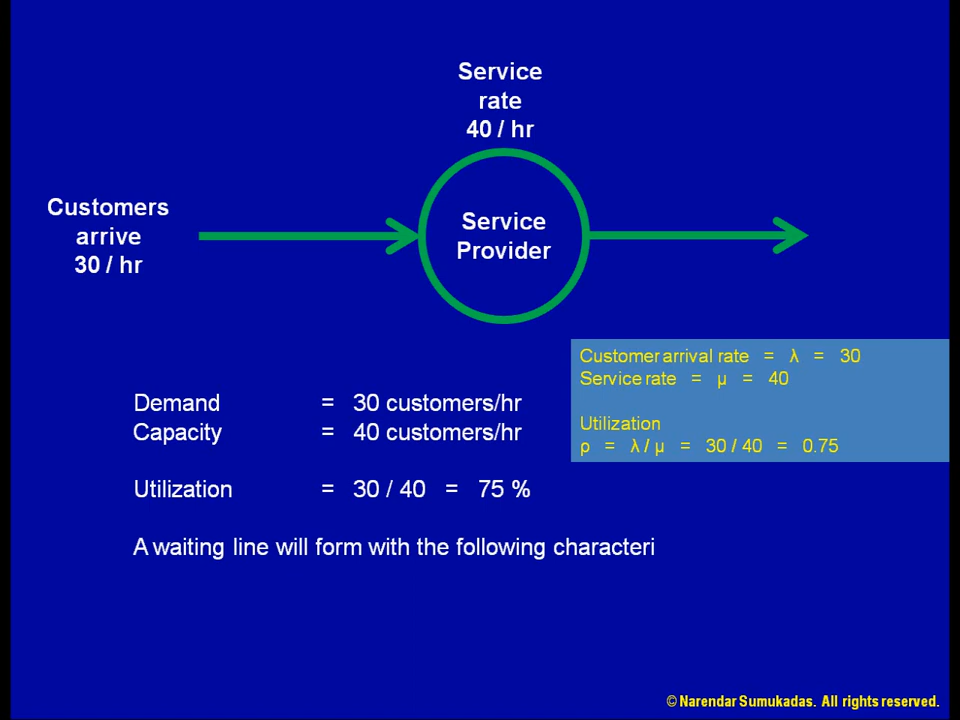 Service
rate
40 / hr
Customers
arrive
30 / hr
Service
Provider
Customer arrival rate = λ = 30
Service rate = μ = 40
Utilization
ρ = λ / μ = 30 / 40 = 0.75
Demand = 30 customers/hr
Capacity = 40 customers/hr
Utilization = 30 / 40 = 75 %
A waiting line will form with the following characteri
© Narendar Sumukadas. All rights reserved.